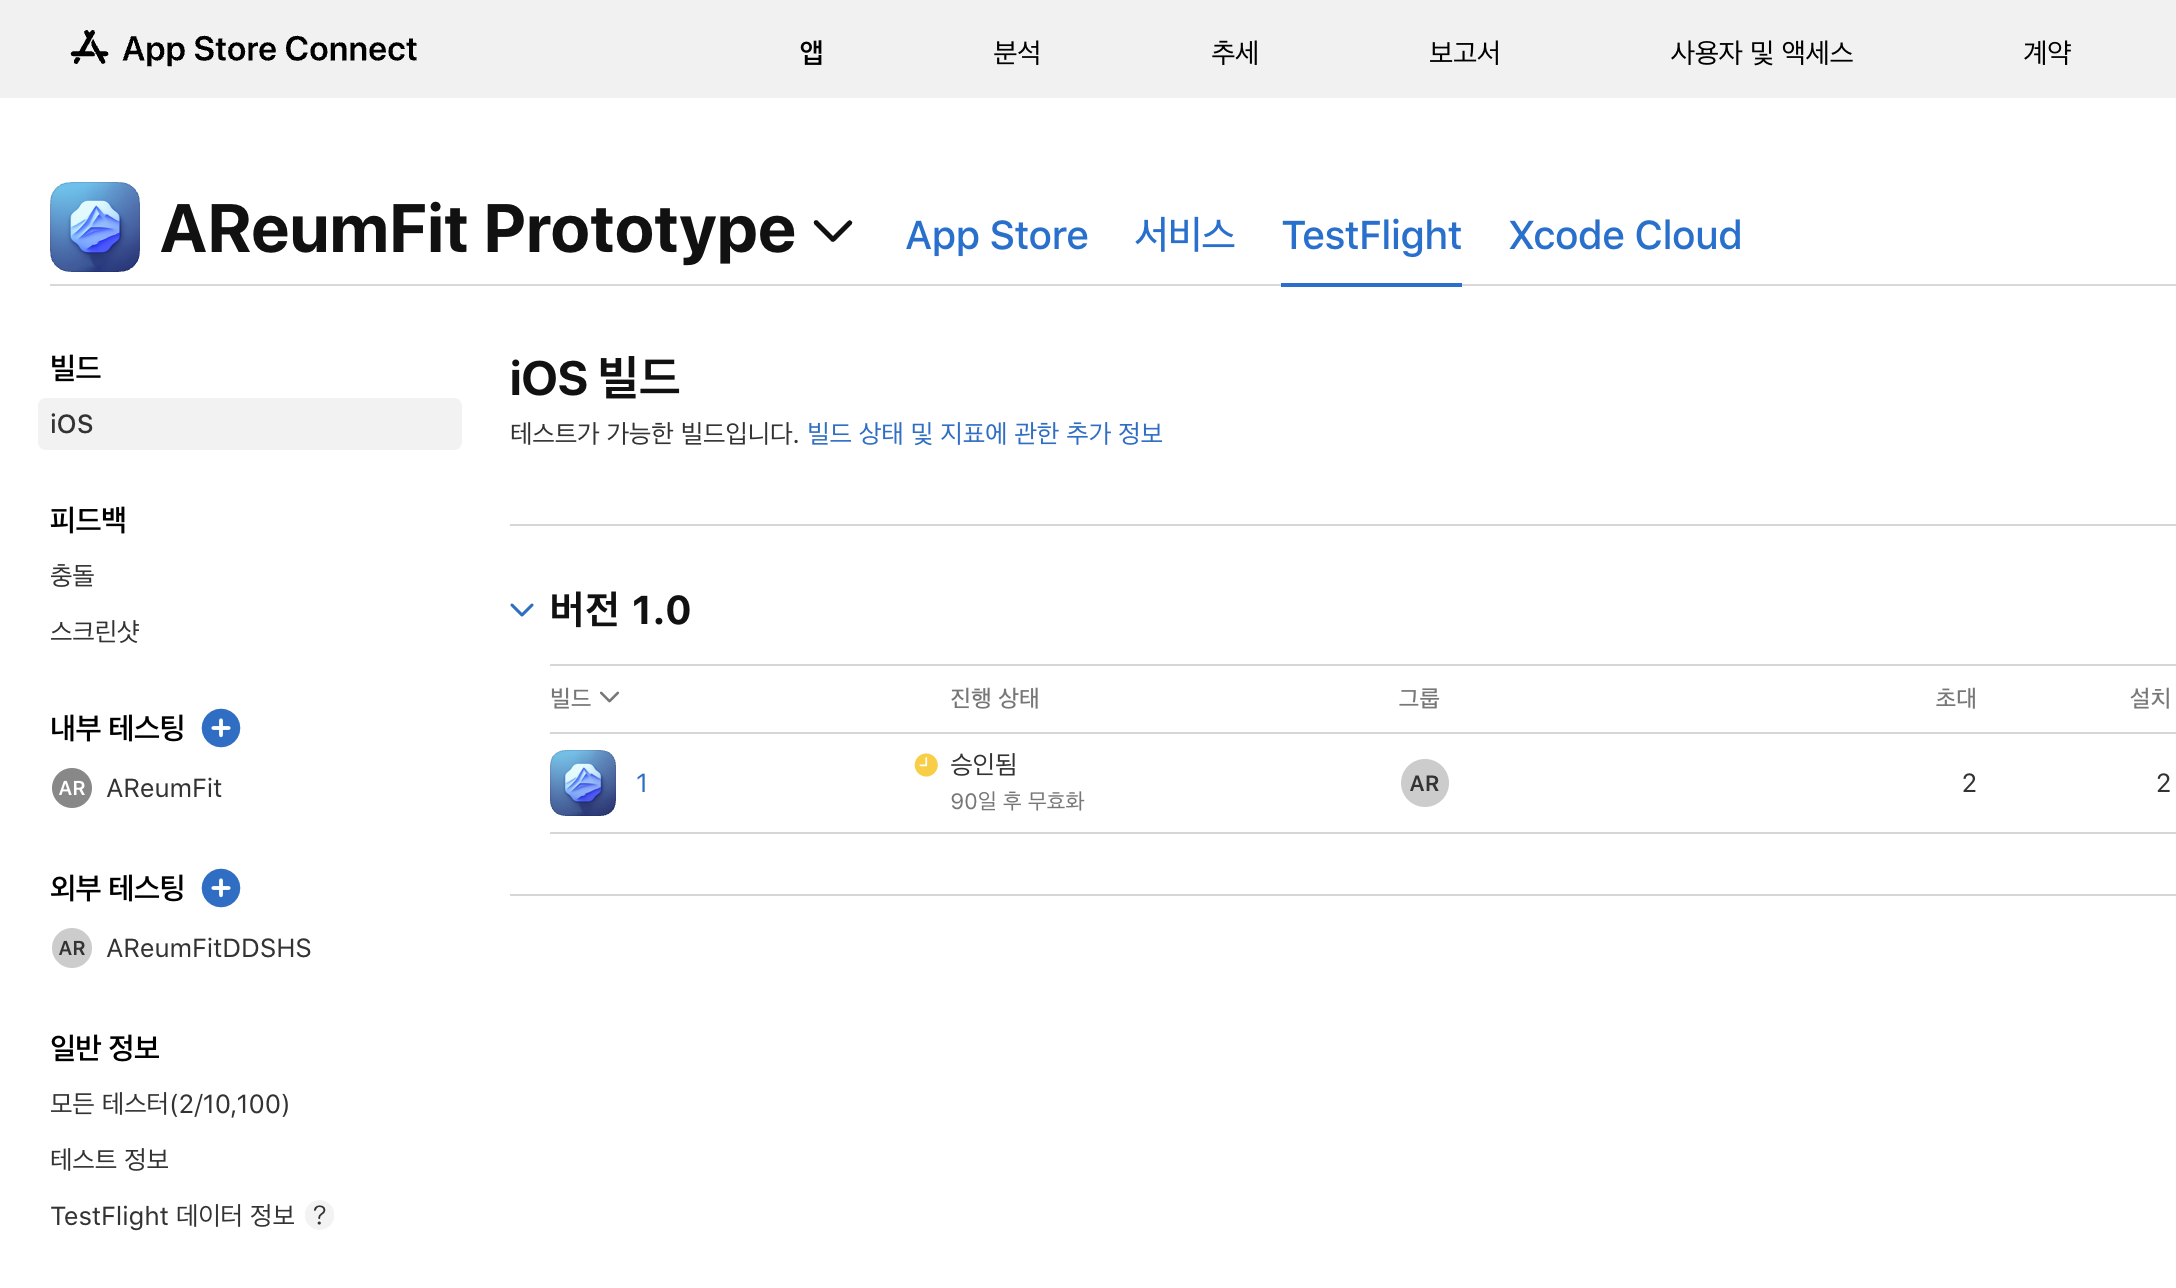 App Store Connect
앱
분석
추세
보고서
사용자 및 액세스
계약
AReumFit Prototype
App Store
서비스
TestFlight
Xcode Cloud
빌드
iOS
피드백
충돌
스크린샷
내부 테스팅
AR AReumFit
외부 테스팅
AR AReumFitDDSHS
일반 정보
모든 테스터(2/10,100)
테스트 정보
TestFlight 데이터 정보 ?
iOS 빌드
테스트가 가능한 빌드입니다. 빌드 상태 및 지표에 관한 추가 정보
버전 1.0
빌드 진행 상태 그룹 초대 설치
1 승인됨 AR 2 2
90일 후 무효화